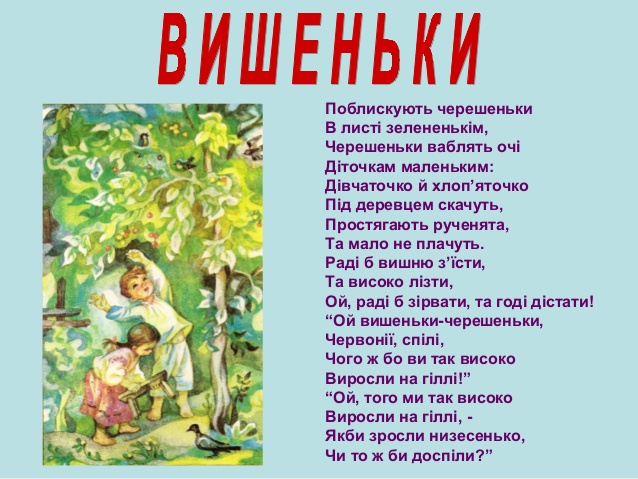 ВИШЕНЬКИ
Поблискують черешеньки
В листі зелененькім,
Черешеньки ваблять очі
Діточкам маленьким:
Дівчаточко й хлоп’яточко
Під деревцем скачуть,
Простягають рученята,
Та мало не плачуть.
Раді б вишню з’їсти,
Та високо лізти,
Ой, раді б зірвати, та годі дістати!
“Ой вишеньки-черешеньки,
Червонії, спілі,
Чого ж бо ви так високо
Виросли на гіллі!”
“Ой, того ми так високо
Виросли на гіллі, -
Якби зросли низесенько,
Чи то ж би доспіли?”